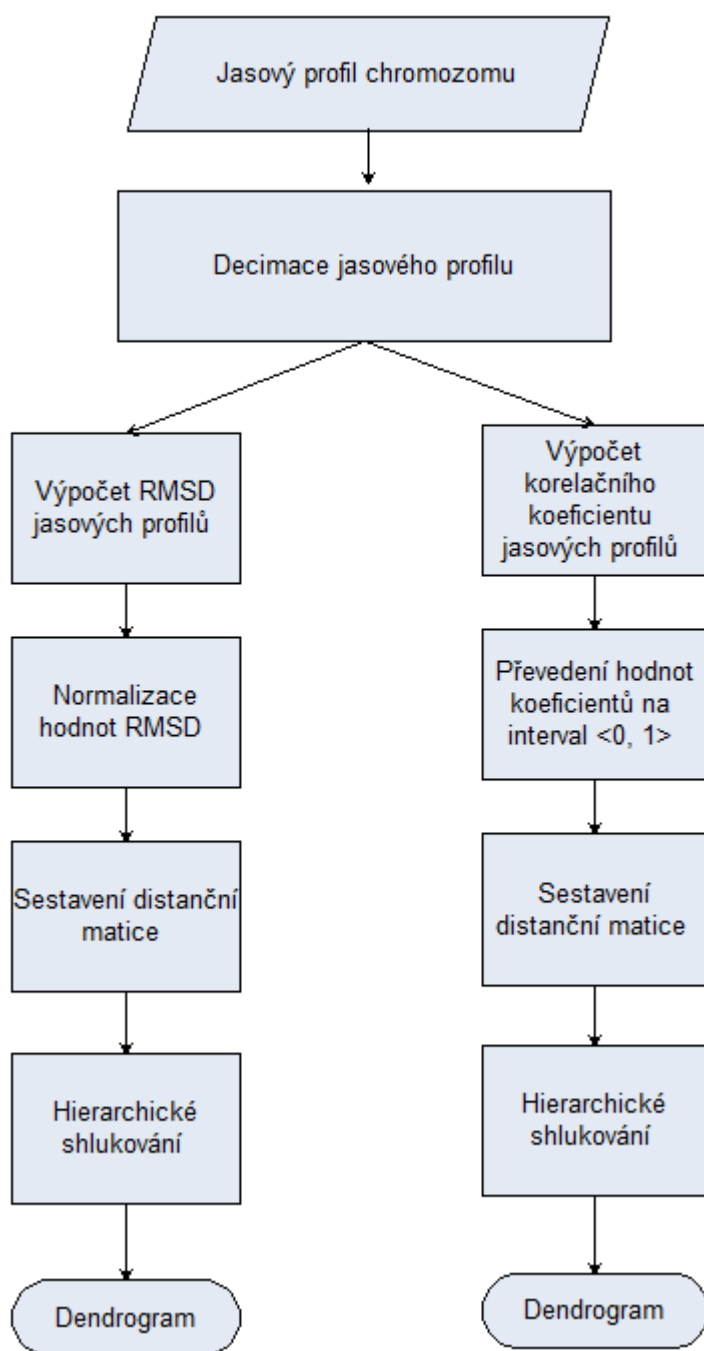 Jasový profil chromozomu
Decimace jasového profilu
Výpočet RMSD
jasových profilů
Normalizace
hodnot RMSD
Sestavení distanční
matice
Hierarchické
shlukování
Dendrogram
Výpočet
korelačního
koeficientu
jasových profilů
Převedení hodnot
koeficientů na
interval <0, 1>
Sestavení
distanční matice
Hierarchické
shlukování
Dendrogram